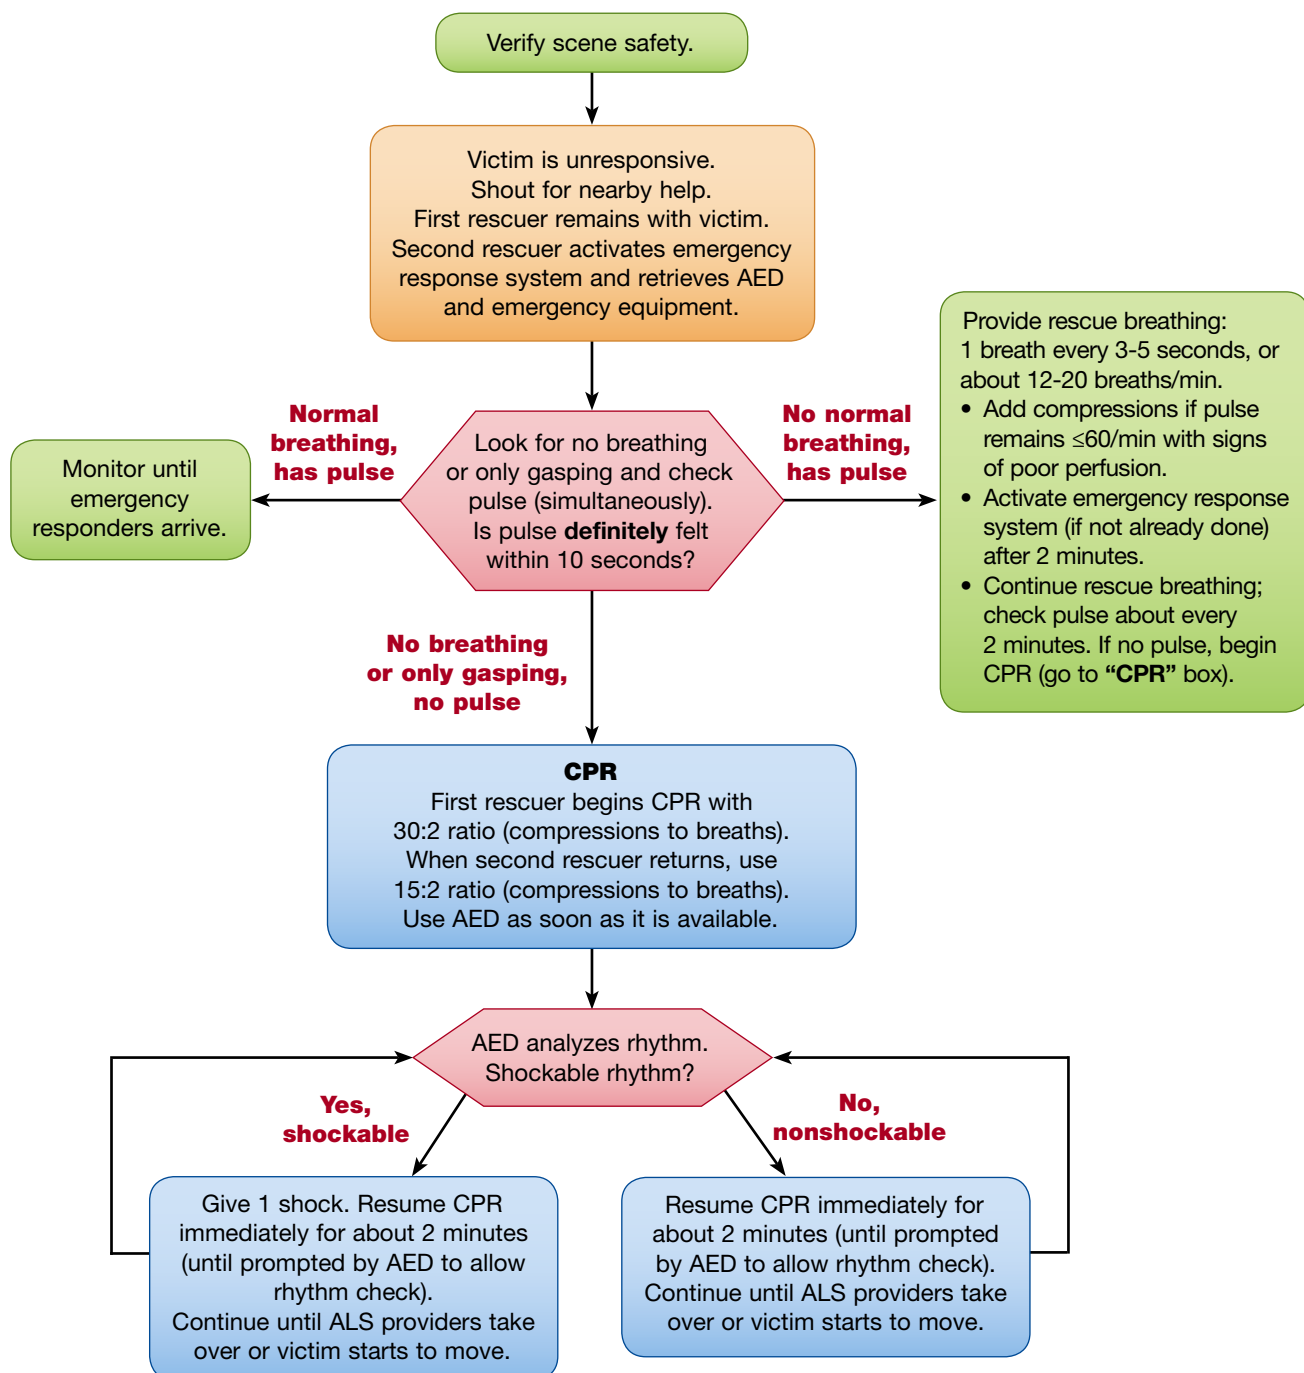 Verify scene safety.
Victim is unresponsive.
Shout for nearby help.
First rescuer remains with victim.
Second rescuer activates emergency
response system and retrieves AED
and emergency equipment.
Normal
breathing,
has pulse
Monitor until
emergency
responders arrive.
Look for no breathing
or only gasping and check
pulse (simultaneously).
Is pulse definitely felt
within 10 seconds?
No normal
breathing,
has pulse
Provide rescue breathing:
1 breath every 3-5 seconds, or
about 12-20 breaths/min.
• Add compressions if pulse
remains ≤60/min with signs
of poor perfusion.
• Activate emergency response
system (if not already done)
after 2 minutes.
• Continue rescue breathing;
check pulse about every
2 minutes. If no pulse, begin
CPR (go to “CPR” box).
No breathing
or only gasping,
no pulse
CPR
First rescuer begins CPR with
30:2 ratio (compressions to breaths).
When second rescuer returns, use
15:2 ratio (compressions to breaths).
Use AED as soon as it is available.
AED analyzes rhythm.
Shockable rhythm?
Yes,
shockable
No,
nonshockable
Give 1 shock. Resume CPR
immediately for about 2 minutes
(until prompted by AED to allow
rhythm check).
Continue until ALS providers take
over or victim starts to move.
Resume CPR immediately for
about 2 minutes (until prompted
by AED to allow rhythm check).
Continue until ALS providers take
over or victim starts to move.